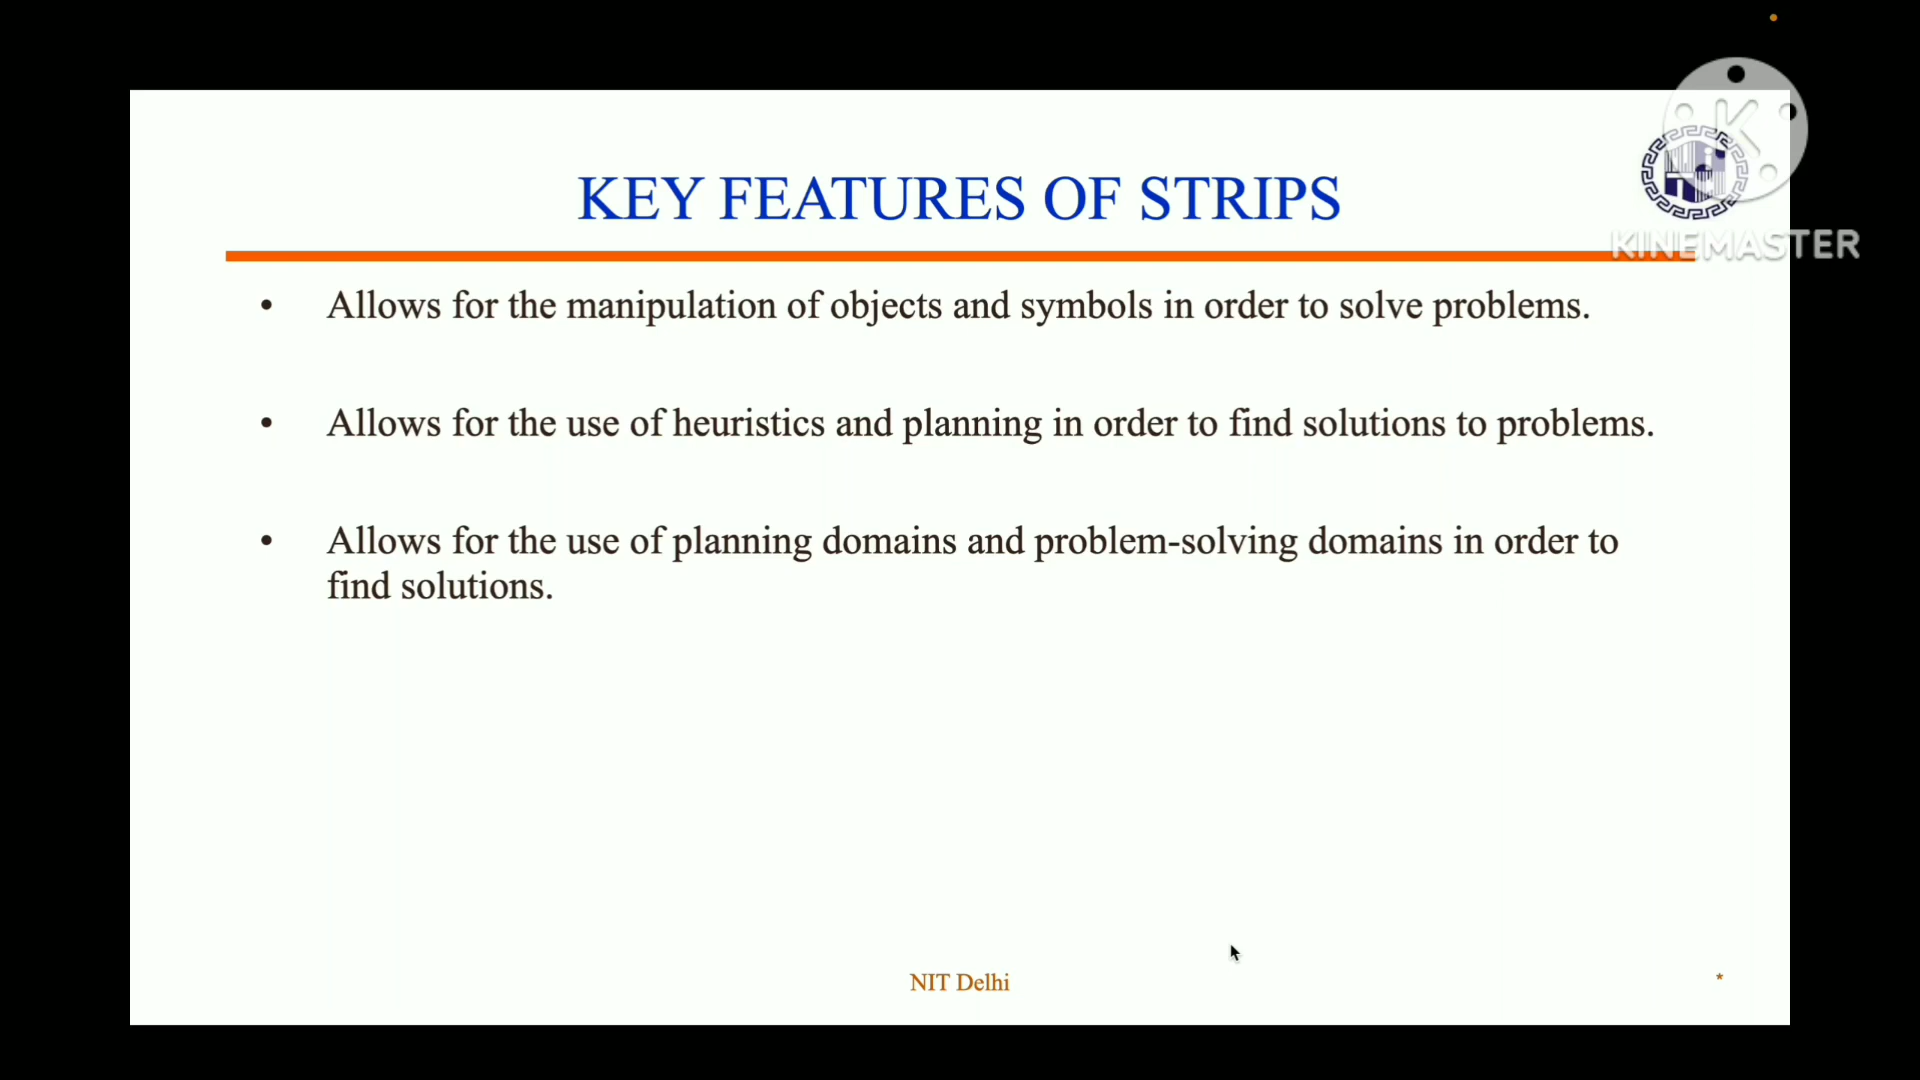 KEY FEATURES OF STRIPS
KINEMASTER
• Allows for the manipulation of objects and symbols in order to solve problems.
• Allows for the use of heuristics and planning in order to find solutions to problems.
• Allows for the use of planning domains and problem-solving domains in order to
find solutions.
NIT Delhi
*